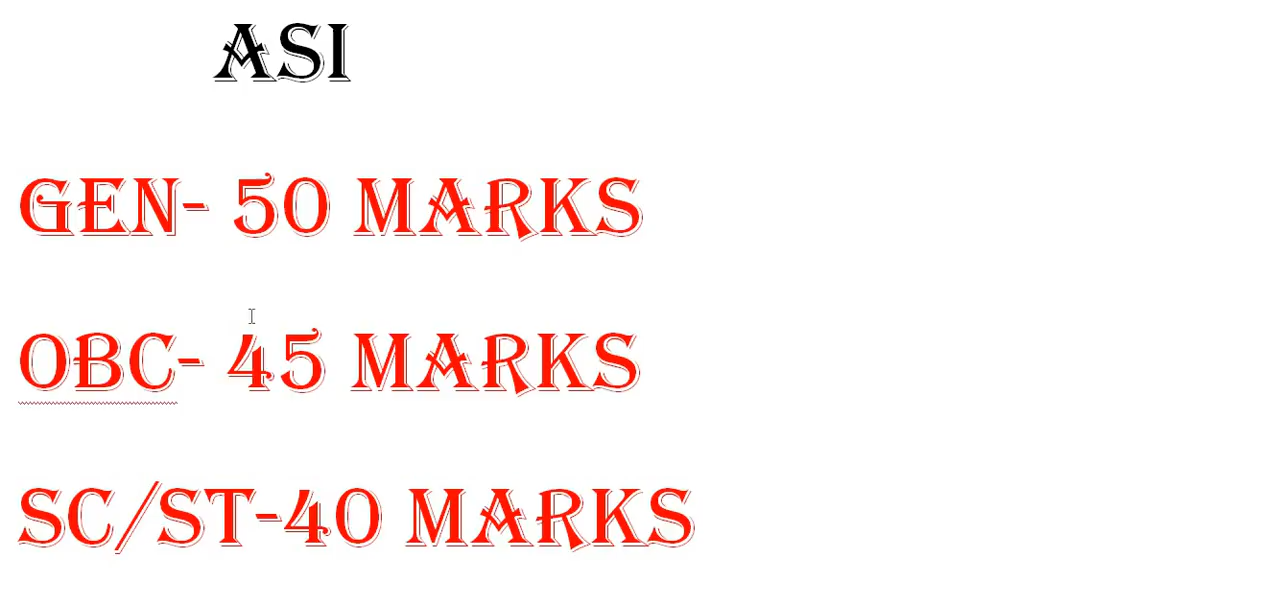 ASI
GEN- 50 MARKS
OBC- 45 MARKS
SC/ST-40 MARKS